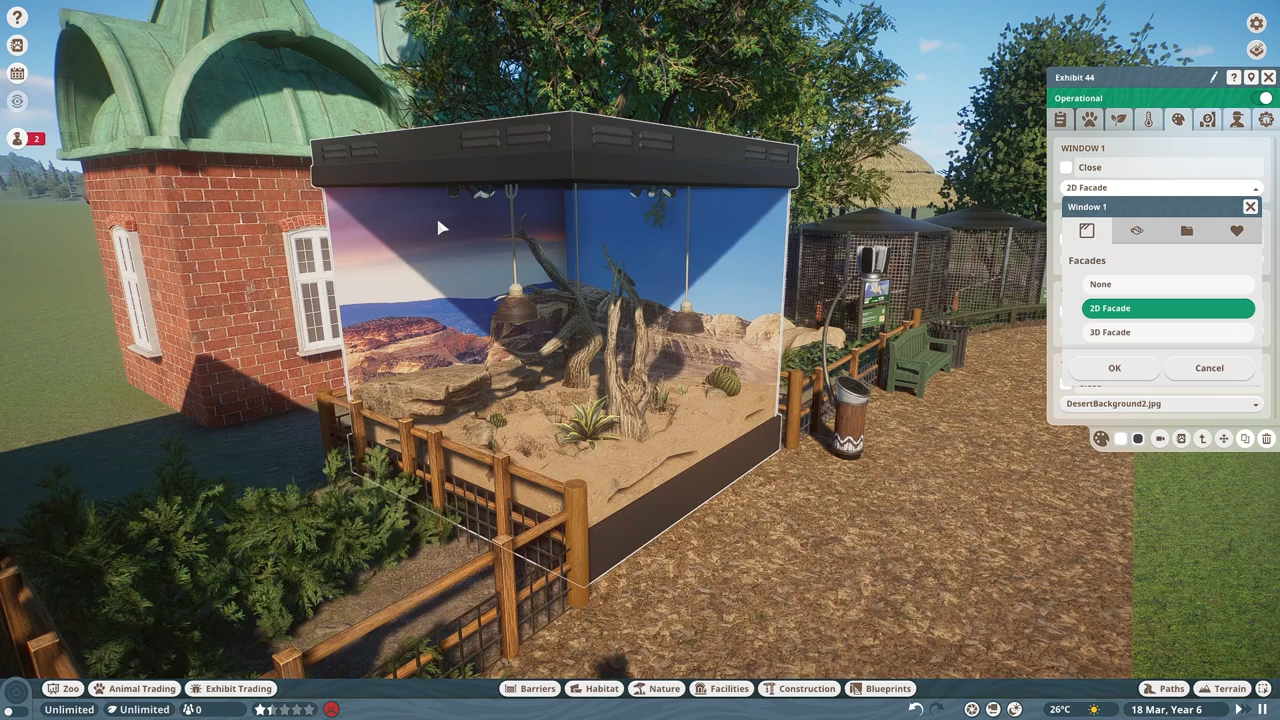 Exhibit 44
?
?
Operational
2
WINDOW 1
Close
2D Facade
Window 1
Facades
None
2D Facade
3D Facade
OK
Cancel
DesertBackground2.jpg
Zoo
Animal Trading
Exhibit Trading
Barriers
Habitat
Nature
Facilities
Construction
Blueprints
Paths
Terrain
Unlimited
Unlimited
0
26°C
18 Mar, Year 6